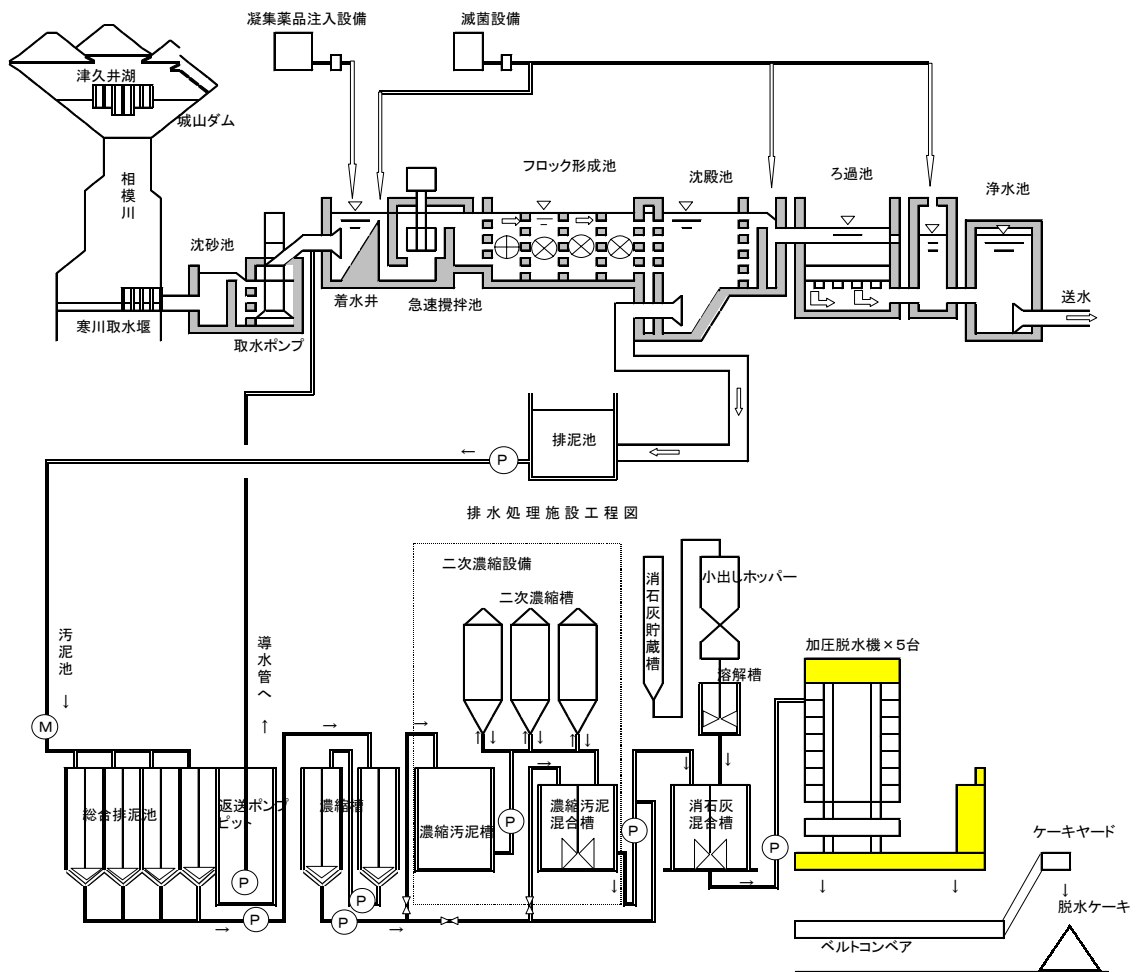 凝集薬品注入設備
滅菌設備
津久井湖
城山ダム
相模川
フロック形成池
沈殿池
ろ過池
浄水池
沈砂池
着水井
急速攪拌池
送水
寒川取水堰
取水ポンプ
排泥池
← P
排水処理施設工程図
二次濃縮設備
二次濃縮槽
消石灰貯蔵槽
小出しホッパー
汚泥池 ↓
導水管へ ↑
溶解槽
加圧脱水機×5台
M
総合排泥池
返送ポンプ
ピット
濃縮槽
濃縮汚泥槽
濃縮汚泥
混合槽
消石灰
混合槽
P
P
P
P
P
P
P
ケーキヤード
脱水ケーキ
ベルトコンベア